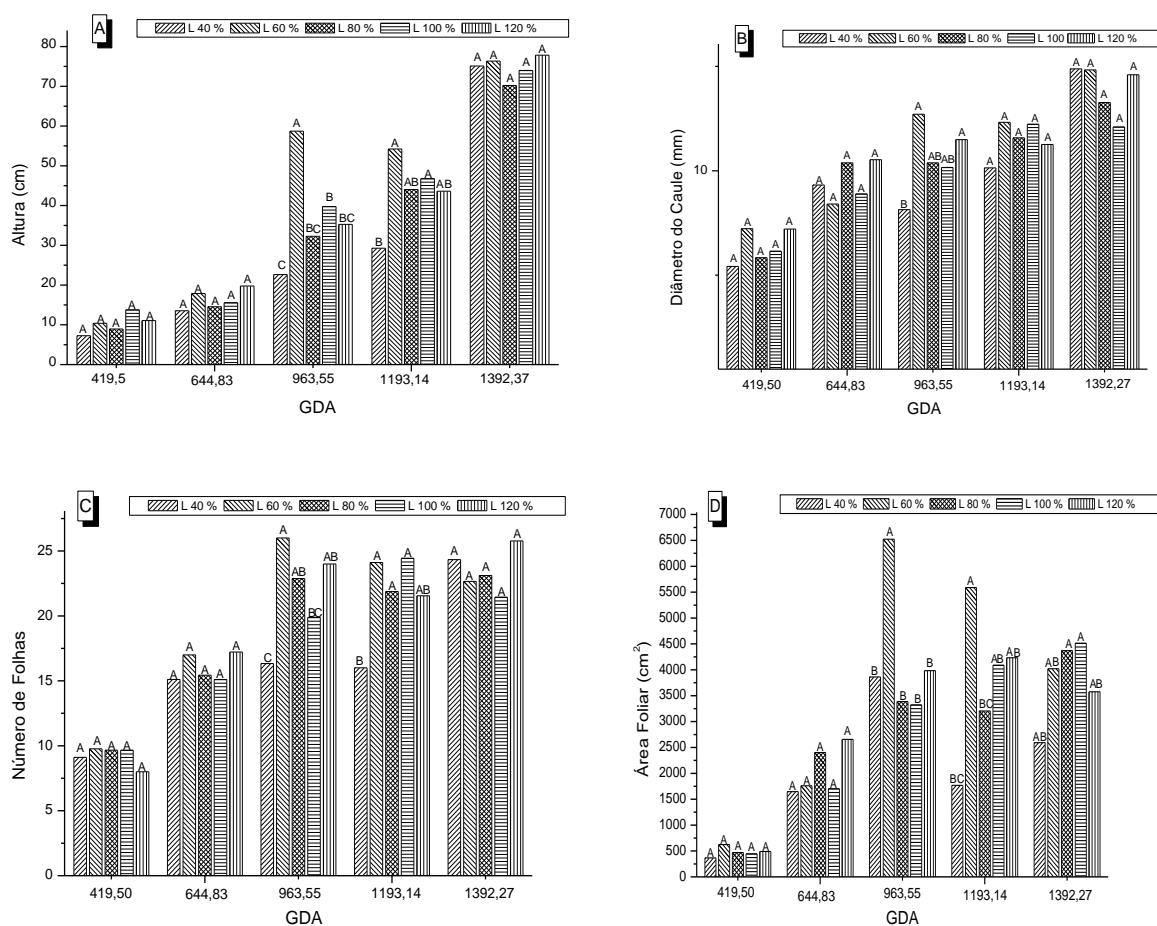 A
L 40 % L 60 % L 80 % L 100 % L 120 %
Altura (cm)
80
70
60
50
40
30
20
10
0
A A A A A
A A A A A
C A BC B BC
B A AB A AB
A A A A A
419,5 644,83 963,55 1193,14 1392,37
GDA
B
L 40 % L 60 % L 80 % L 100 L 120 %
Diâmetro do Caule (mm)
10
A A A A A
A A A A A
B A AB AB A
A A A A A
A A A A A
419,50 644,83 963,55 1193,14 1392,27
GDA
C
L 40 % L 60 % L 80 % L 100 % L 120 %
Número de Folhas
25
20
15
10
5
0
A A A A A
A A A A A
C A AB BC AB
B A A A AB
A A A A A
419,50 644,83 963,55 1193,14 1392,27
GDA
D
L 40 % L 60 % L 80 % L 100 % L 120 %
Área Foliar (cm²)
7000
6500
6000
5500
5000
4500
4000
3500
3000
2500
2000
1500
1000
500
0
A A A A A
A A A A A
B A B B B
BC A BC AB AB
AB AB A A AB
419,50 644,83 963,55 1193,14 1392,27
GDA